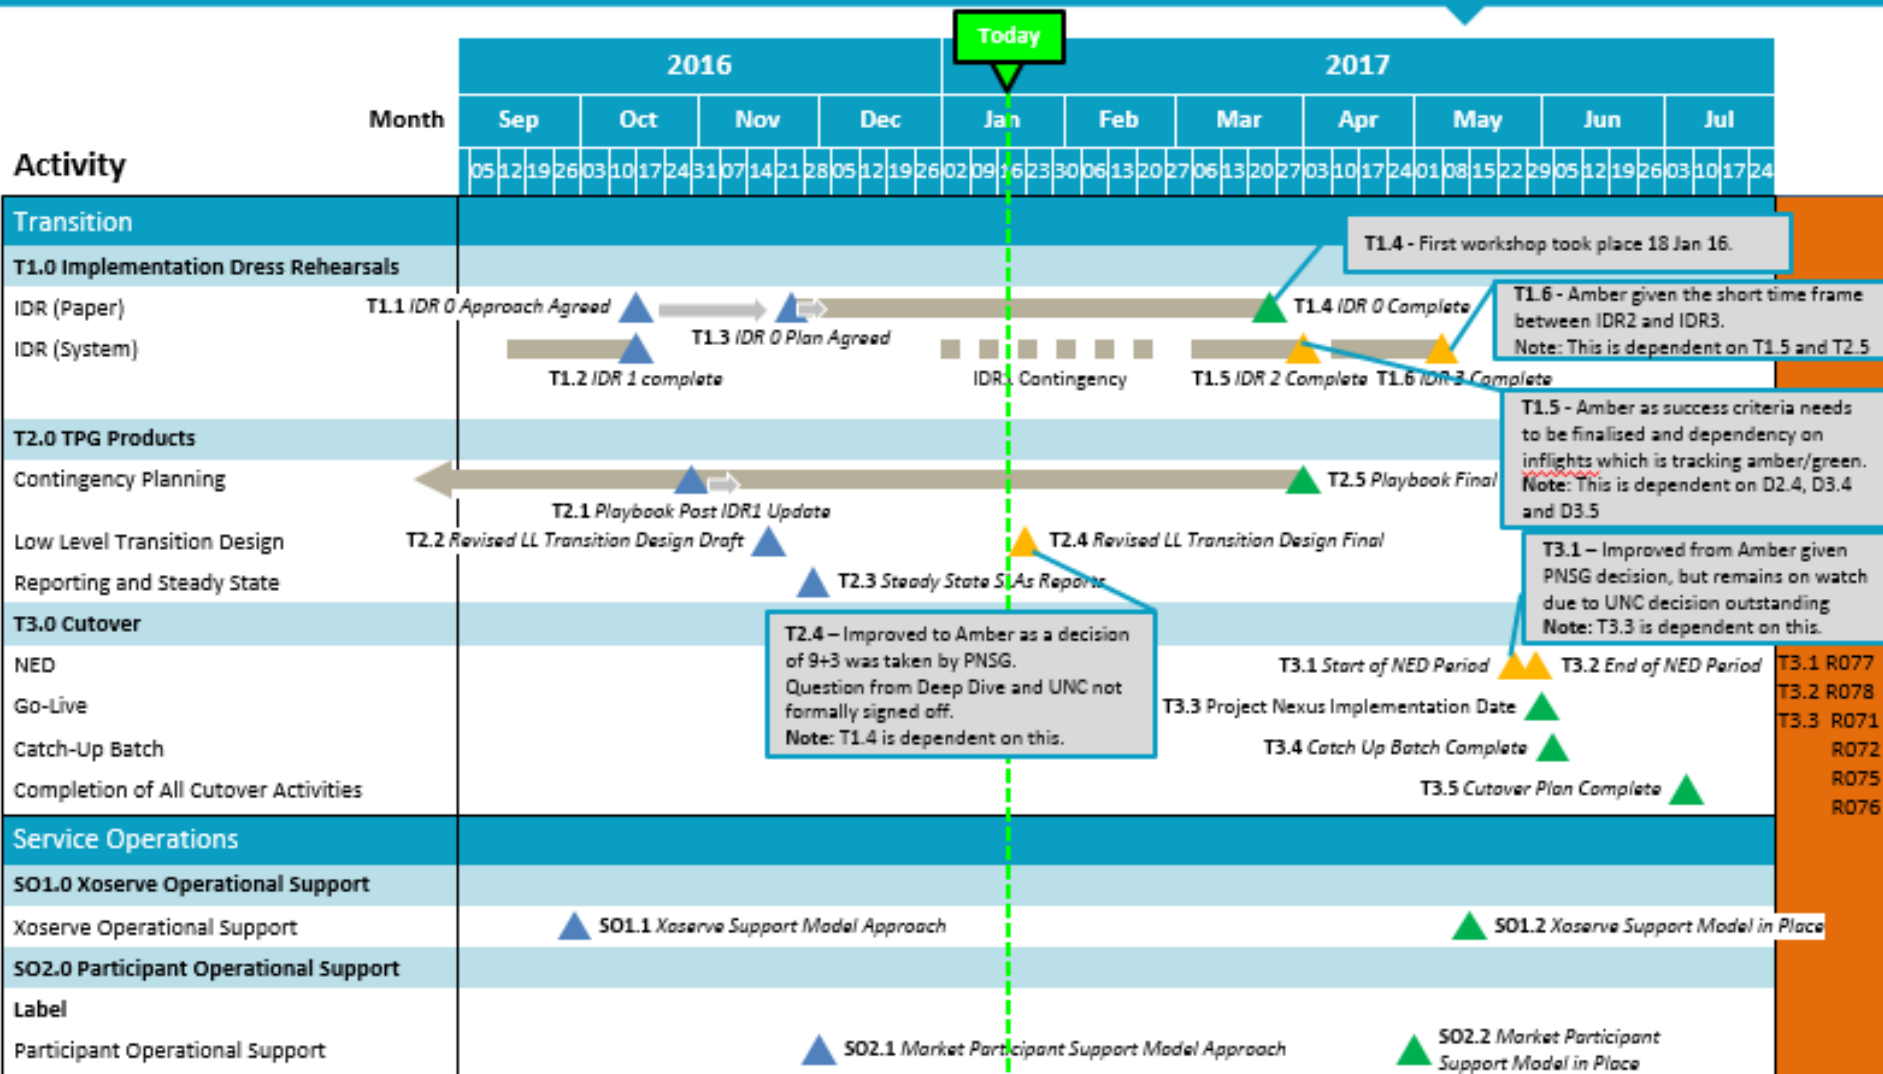 Today
2016 2017
Month Sep Oct Nov Dec Jan Feb Mar Apr May Jun Jul
Activity
05 12 19 26 03 10 17 24 31 07 14 21 28 05 12 19 26 02 09 16 23 30 06 13 20 27 06 13 20 27 03 10 17 24 01 08 15 22 29 05 12 19 26 03 10 17 24
Transition
T1.4 - First workshop took place 18 Jan 16.
T1.0 Implementation Dress Rehearsals
IDR (Paper)
T1.1 IDR 0 Approach Agreed
T1.3 IDR 0 Plan Agreed
T1.4 IDR 0 Complete
T1.6 - Amber given the short time frame
between IDR2 and IDR3.
Note: This is dependent on T1.5 and T2.5
IDR (System)
T1.2 IDR 1 complete
IDR1 Contingency
T1.5 IDR 2 Complete
T1.6 IDR 3 Complete
T1.5 - Amber as success criteria needs
to be finalised and dependency on
inflights which is tracking amber/green.
Note: This is dependent on D2.4, D3.4
and D3.5
T2.0 TPG Products
Contingency Planning
T2.1 Playbook Post IDR1 Update
T2.5 Playbook Final
Low Level Transition Design
T2.2 Revised LL Transition Design Draft
T2.4 Revised LL Transition Design Final
T3.1 – Improved from Amber given
PNSG decision, but remains on watch
due to UNC decision outstanding
Note: T3.3 is dependent on this.
Reporting and Steady State
T2.3 Steady State SLAs Reports
T3.0 Cutover
T2.4 – Improved to Amber as a decision
of 9+3 was taken by PNSG.
Question from Deep Dive and UNC not
formally signed off.
Note: T1.4 is dependent on this.
NED
T3.1 Start of NED Period
T3.2 End of NED Period
T3.1 R077
T3.2 R078
T3.3 R071
R072
R075
R076
Go-Live
T3.3 Project Nexus Implementation Date
Catch-Up Batch
T3.4 Catch Up Batch Complete
Completion of All Cutover Activities
T3.5 Cutover Plan Complete
Service Operations
SO1.0 Xoserve Operational Support
Xoserve Operational Support
SO1.1 Xoserve Support Model Approach
SO1.2 Xoserve Support Model in Place
SO2.0 Participant Operational Support
Label
Participant Operational Support
SO2.1 Market Participant Support Model Approach
SO2.2 Market Participant
Support Model in Place